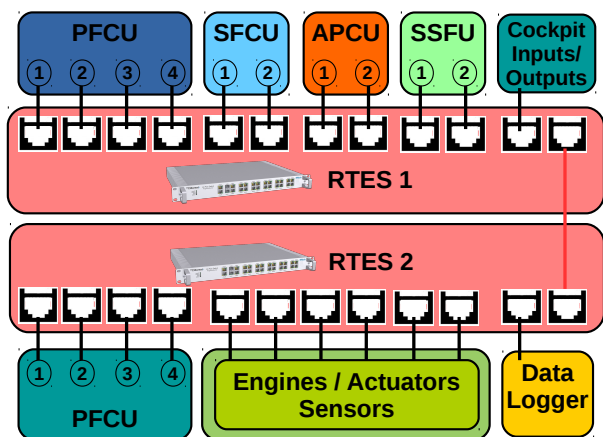 PFCU
SFCU
APCU
SSFU
Cockpit
Inputs/
Outputs
1 2 3 4
1 2
1 2
1 2
RTES 1
RTES 2
1 2 3 4
PFCU
Engines / Actuators
Sensors
Data
Logger